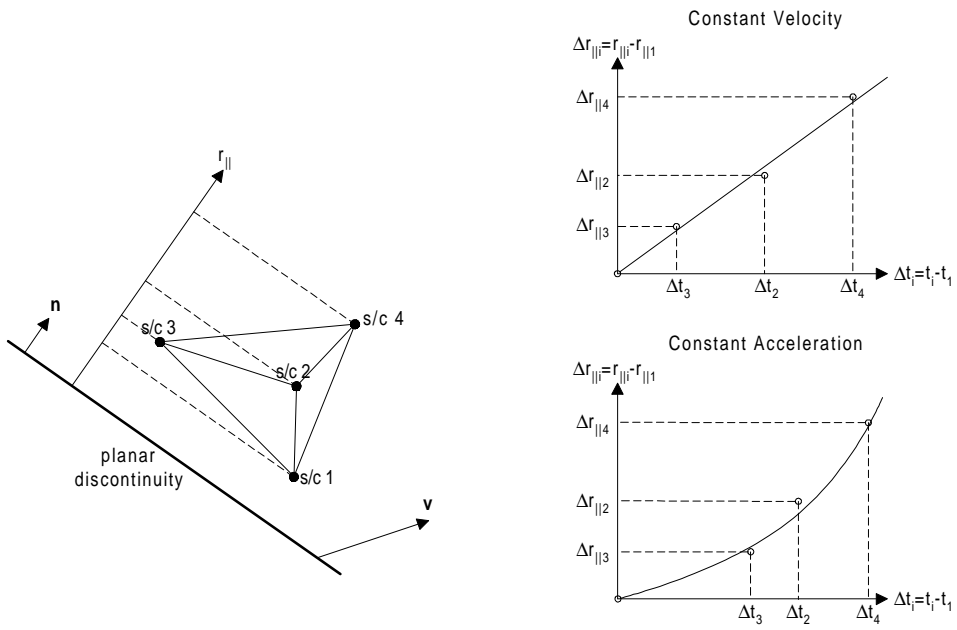 r||
n
s/c 3
s/c 4
s/c 2
s/c 1
planar
discontinuity
v
Constant Velocity
Δr||i=r||i-r||1
Δr||4
Δr||2
Δr||3
Δt3
Δt2
Δt4
Δti=ti-t1
Constant Acceleration
Δr||i=r||i-r||1
Δr||4
Δr||2
Δr||3
Δt3
Δt2
Δt4
Δti=ti-t1